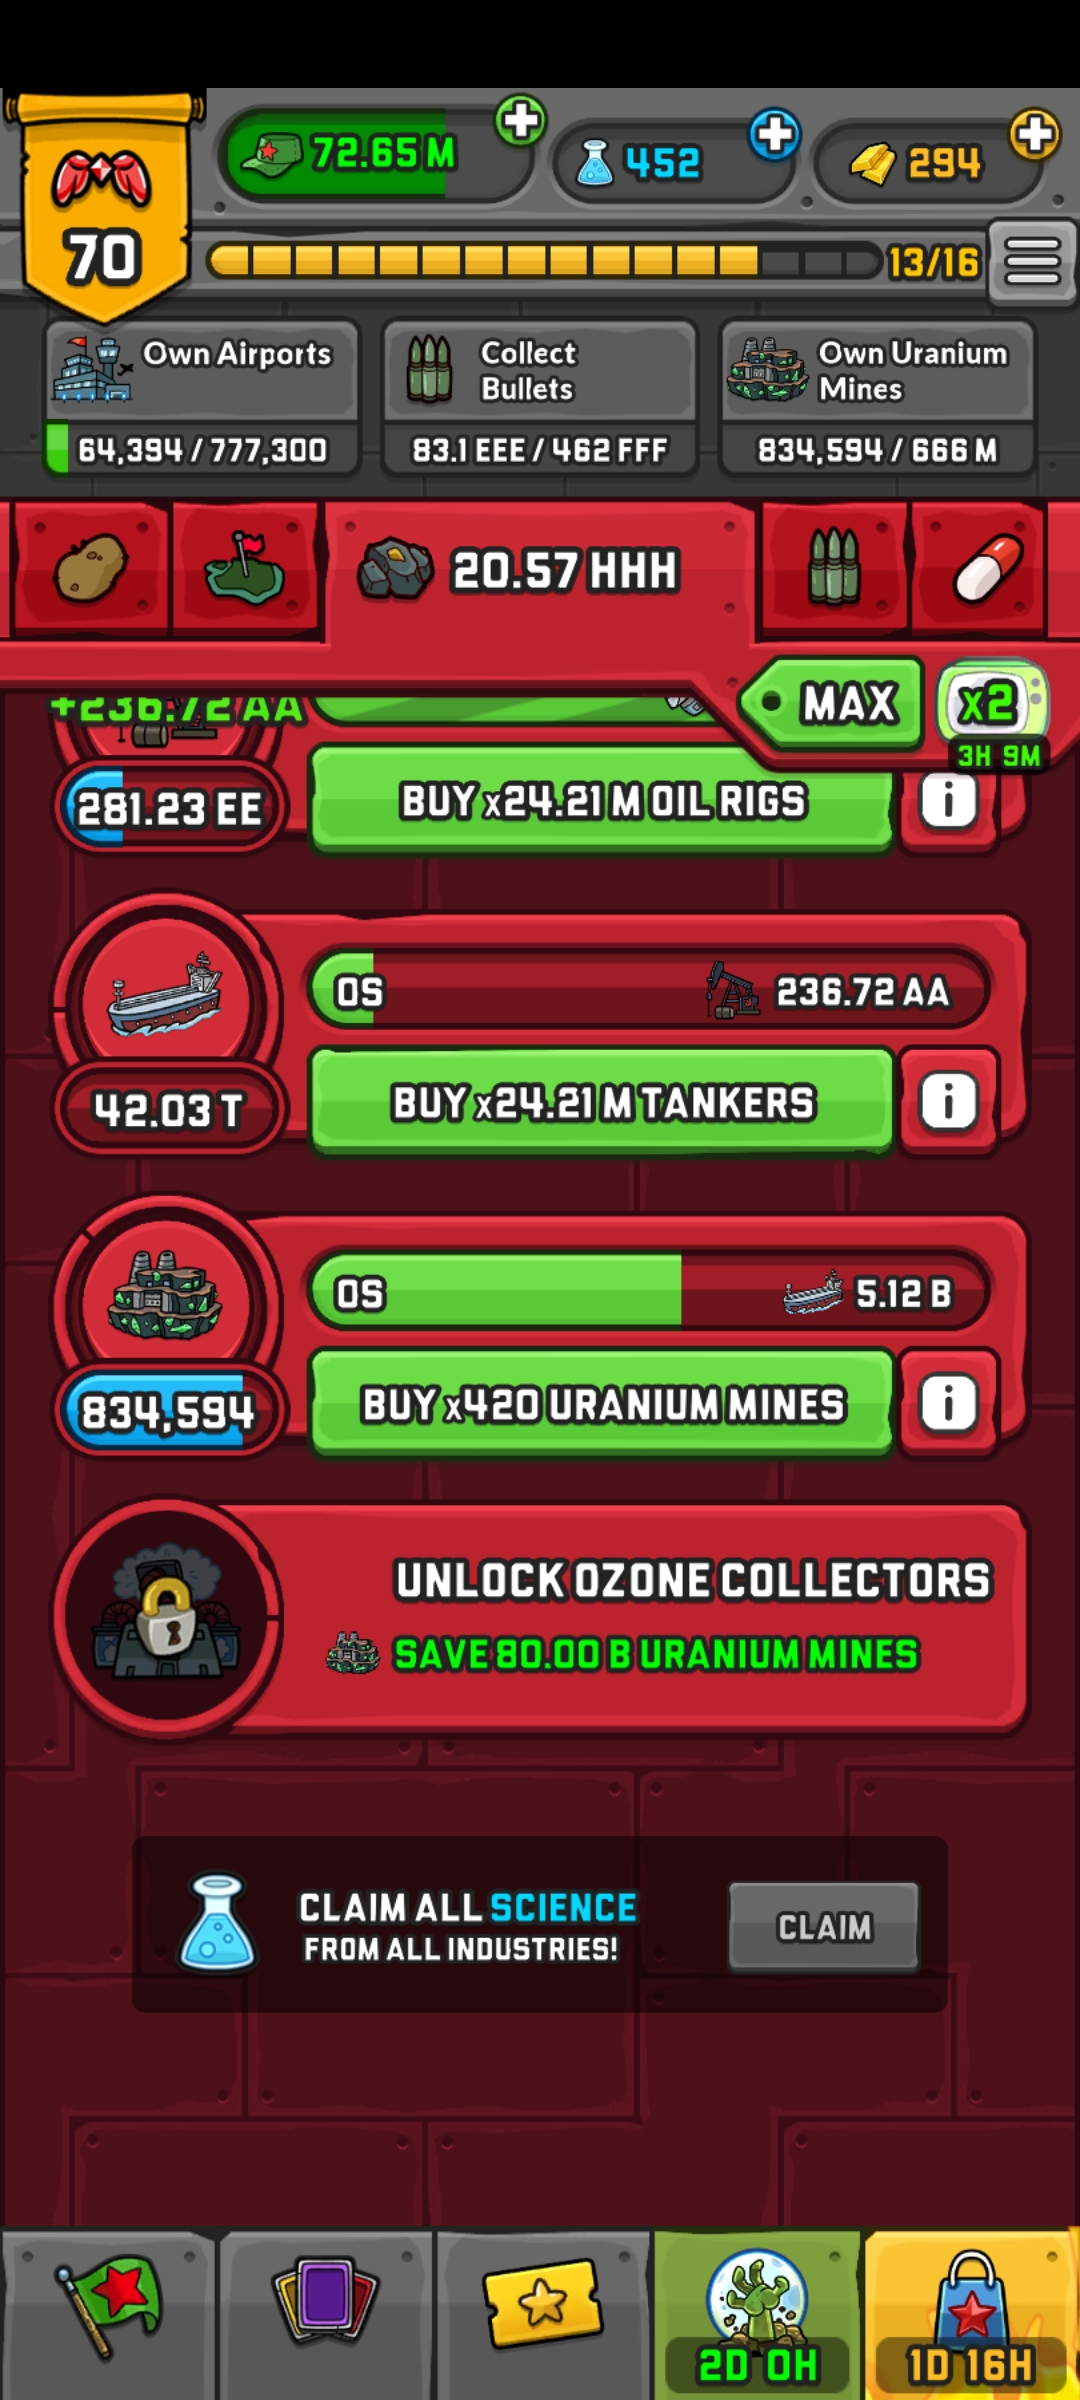 72.65 M
452
294
70
13/16
Own Airports
64,394 / 777,300
Collect
Bullets
83.1 EEE / 462 FFF
Own Uranium
Mines
834,594 / 666 M
20.57 HHH
MAX
x2
3H 9M
+236.72 AA
281.23 EE
BUY x24.21 M OIL RIGS
i
0S
236.72 AA
42.03 T
BUY x24.21 M TANKERS
i
0S
5.12 B
834,594
BUY x420 URANIUM MINES
i
UNLOCK OZONE COLLECTORS
SAVE 80.00 B URANIUM MINES
CLAIM ALL SCIENCE
FROM ALL INDUSTRIES!
CLAIM
2D 0H
1D 16H